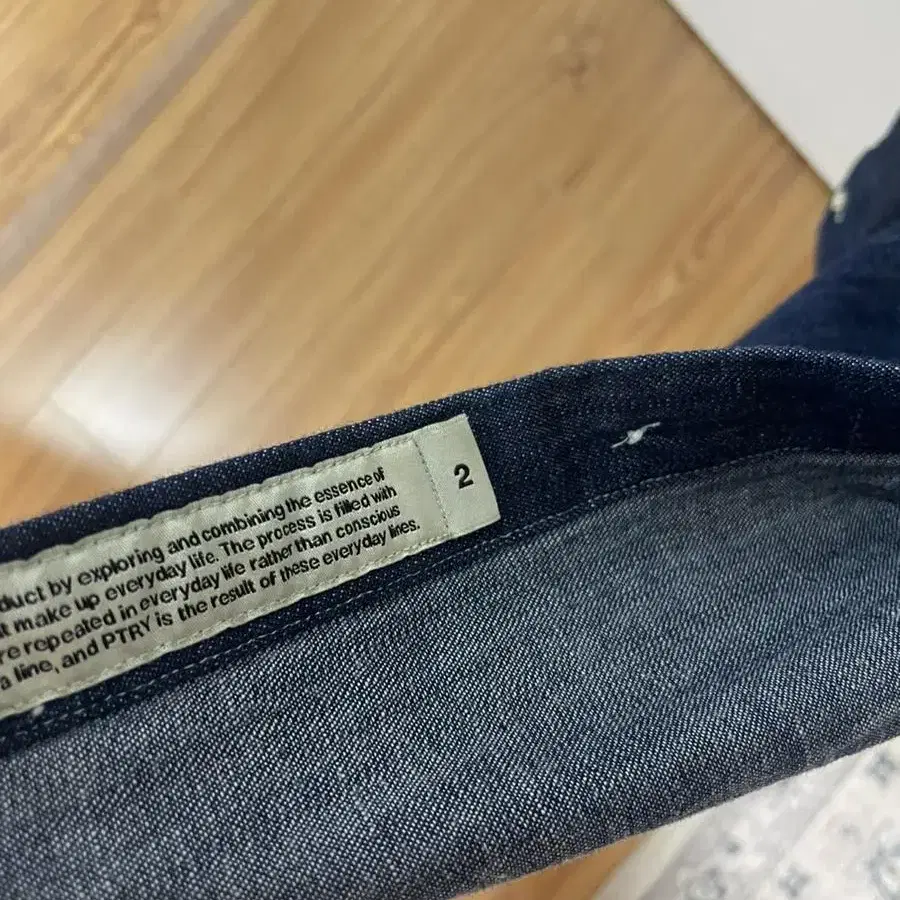 duct by exploring and combining the essence of
t make up everyday life. The process is filled with
re repeated in everyday life rather than conscious
a line, and PTRY is the result of these everyday lines.
2